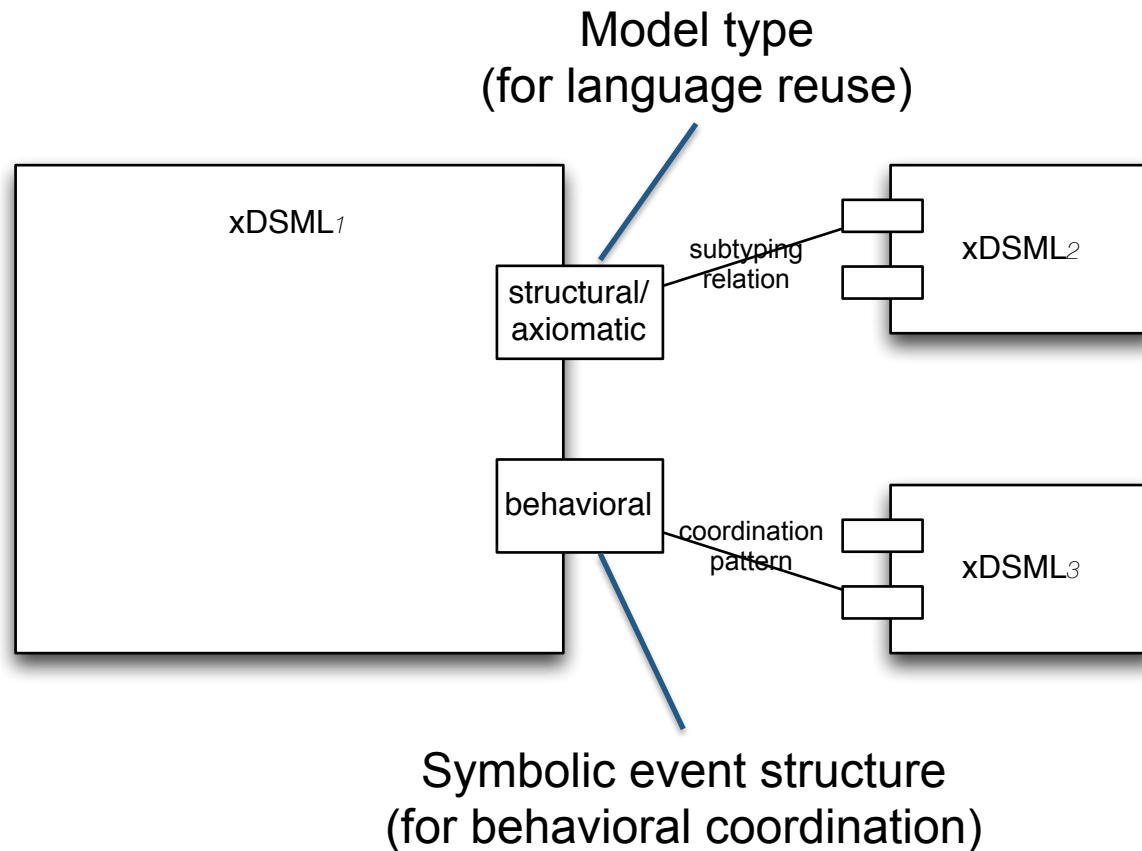 Model type
(for language reuse)
xDSML1
structural/
axiomatic
subtyping
relation
xDSML2
behavioral
coordination
pattern
xDSML3
Symbolic event structure
(for behavioral coordination)